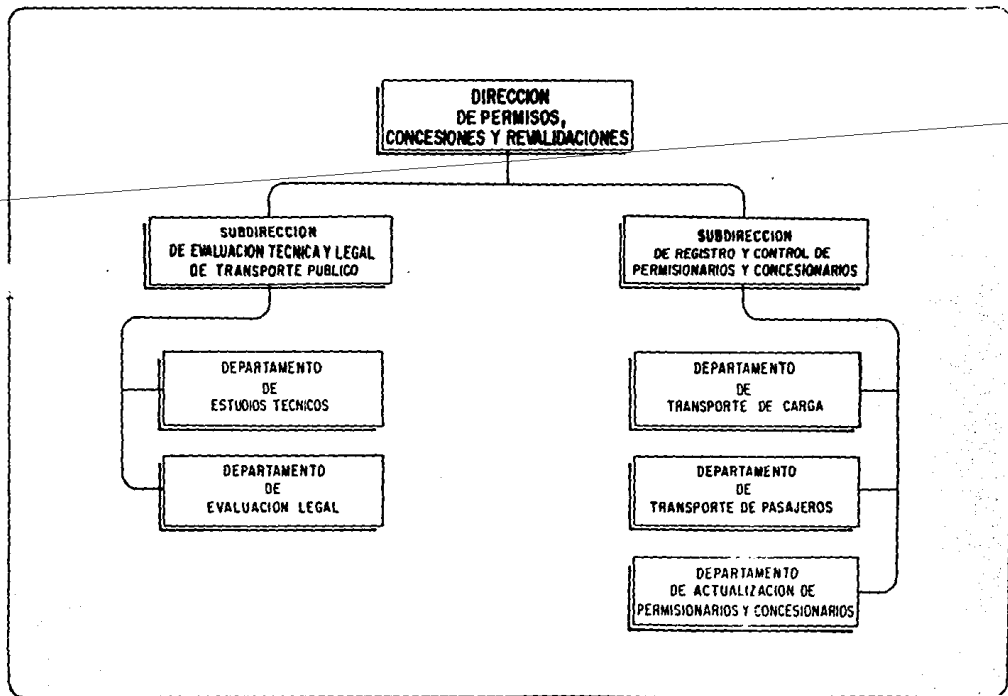 DIRECCION
DE PERMISOS,
CONCESIONES Y REVALIDACIONES
SUBDIRECCION
DE EVALUACION TECNICA Y LEGAL
DE TRANSPORTE PUBLICO
SUBDIRECCION
DE REGISTRO Y CONTROL DE
PERMISIONARIOS Y CONCESIONARIOS
DEPARTAMENTO
DE
ESTUDIOS TECNICOS
DEPARTAMENTO
DE
EVALUACION LEGAL
DEPARTAMENTO
DE
TRANSPORTE DE CARGA
DEPARTAMENTO
DE
TRANSPORTE DE PASAJEROS
DEPARTAMENTO
DE ACTUALIZACION DE
PERMISIONARIOS Y CONCESIONARIOS